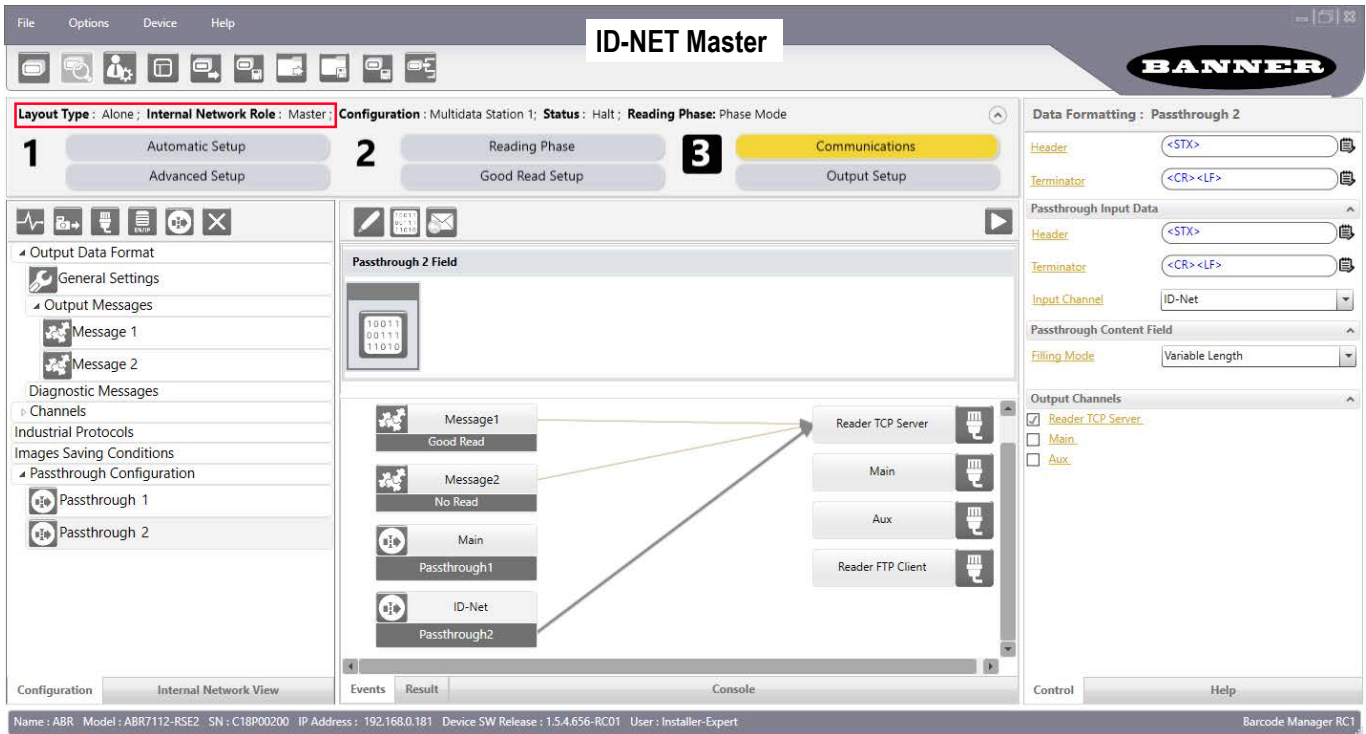 File Options Device Help
ID-NET Master
BANNER
Layout Type : Alone ; Internal Network Role : Master ; Configuration : Multidata Station 1; Status : Halt ; Reading Phase: Phase Mode
1 Automatic Setup 2 Reading Phase 3 Communications
Advanced Setup Good Read Setup Output Setup
EN/IP
Output Data Format
General Settings
Output Messages
Message 1
Message 2
Diagnostic Messages
Channels
Industrial Protocols
Images Saving Conditions
Passthrough Configuration
Passthrough 1
Passthrough 2
Configuration Internal Network View
10011
00111
11010
Passthrough 2 Field
10011
00111
11010
Message1
Good Read
Message2
No Read
Main
Passthrough1
ID-Net
Passthrough2
Reader TCP Server
Main
Aux
Reader FTP Client
Events Result Console
Data Formatting : Passthrough 2
Header <STX>
Terminator <CR><LF>
Passthrough Input Data
Header <STX>
Terminator <CR><LF>
Input Channel ID-Net
Passthrough Content Field
Filling Mode Variable Length
Output Channels
Reader TCP Server
Main
Aux
Control Help
Name : ABR Model : ABR7112-RSE2 SN : C18P00200 IP Address : 192.168.0.181 Device SW Release : 1.5.4.656-RC01 User : Installer-Expert Barcode Manager RC1